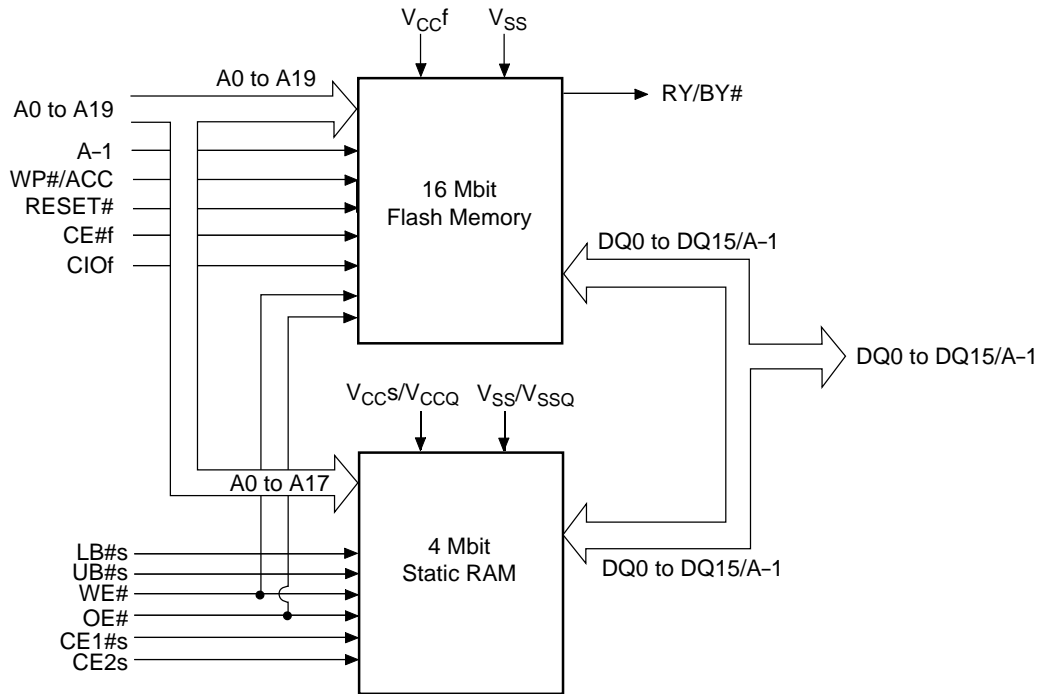 VCCf
VSS
A0 to A19
A0 to A19
RY/BY#
A–1
WP#/ACC
RESET#
CE#f
CIOf
16 Mbit
Flash Memory
DQ0 to DQ15/A–1
DQ0 to DQ15/A–1
VCCs/VCCQ
VSS/VSSQ
A0 to A17
LB#s
UB#s
WE#
OE#
CE1#s
CE2s
4 Mbit
Static RAM
DQ0 to DQ15/A–1